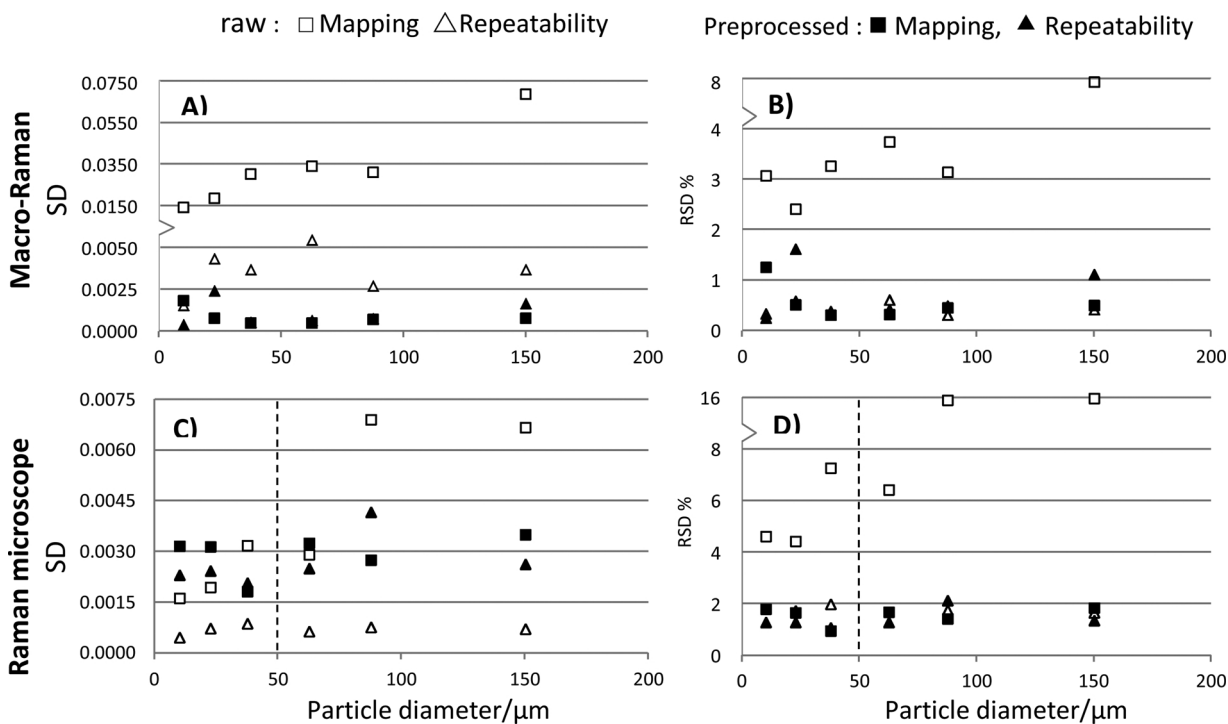 raw : Mapping Repeatability Preprocessed : Mapping, Repeatability
Macro-Raman
SD
0.0750
0.0550
0.0350
0.0150
0.0050
0.0025
0.0000
A)
0 50 100 150 200
RSD %
8
4
3
2
1
0
B)
0 50 100 150 200
Raman microscope
SD
0.0075
0.0060
0.0045
0.0030
0.0015
0.0000
C)
0 50 100 150 200
Particle diameter/μm
RSD %
16
8
6
4
2
0
D)
0 50 100 150 200
Particle diameter/μm